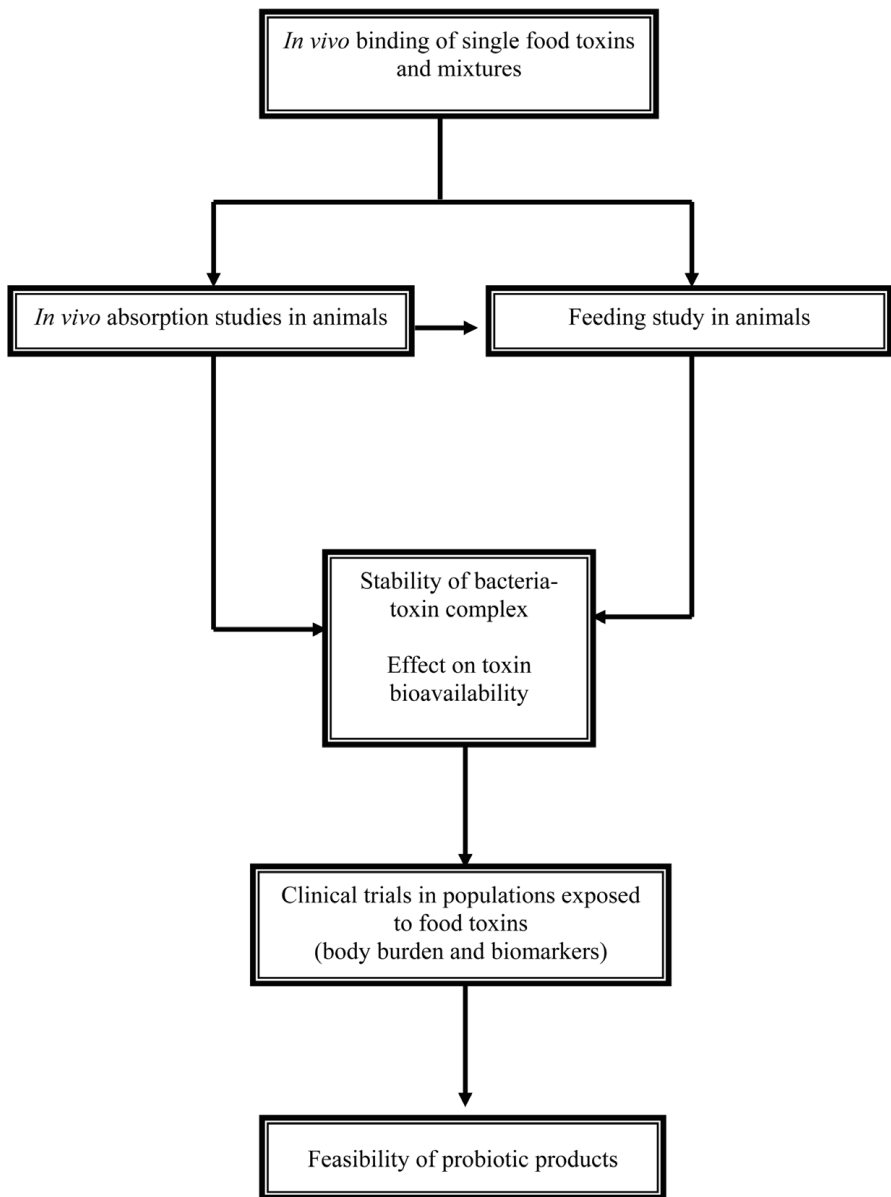 In vivo binding of single food toxins
and mixtures
In vivo absorption studies in animals
Feeding study in animals
Stability of bacteria-
toxin complex
Effect on toxin
bioavailability
Clinical trials in populations exposed
to food toxins
(body burden and biomarkers)
Feasibility of probiotic products